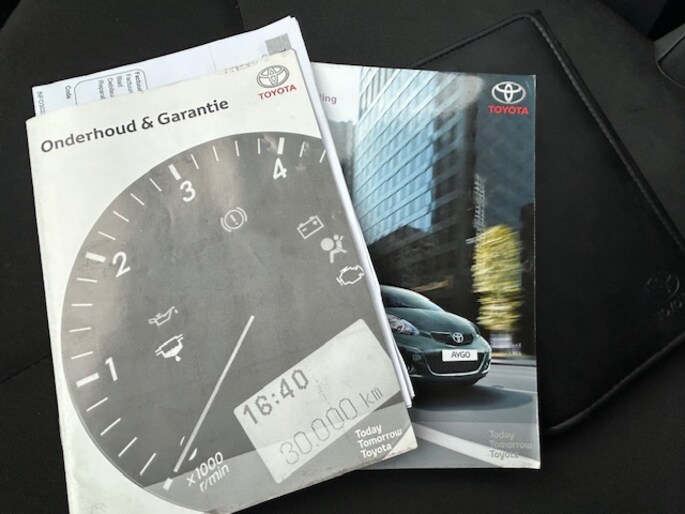 Onderhoud & Garantie
TOYOTA
1
2
3
4
16:40
30.000 km
x1000
r/min
Today
Tomorrow
Toyota
Code
TOYOTA
AYGO
Today
Tomorrow
Toyota